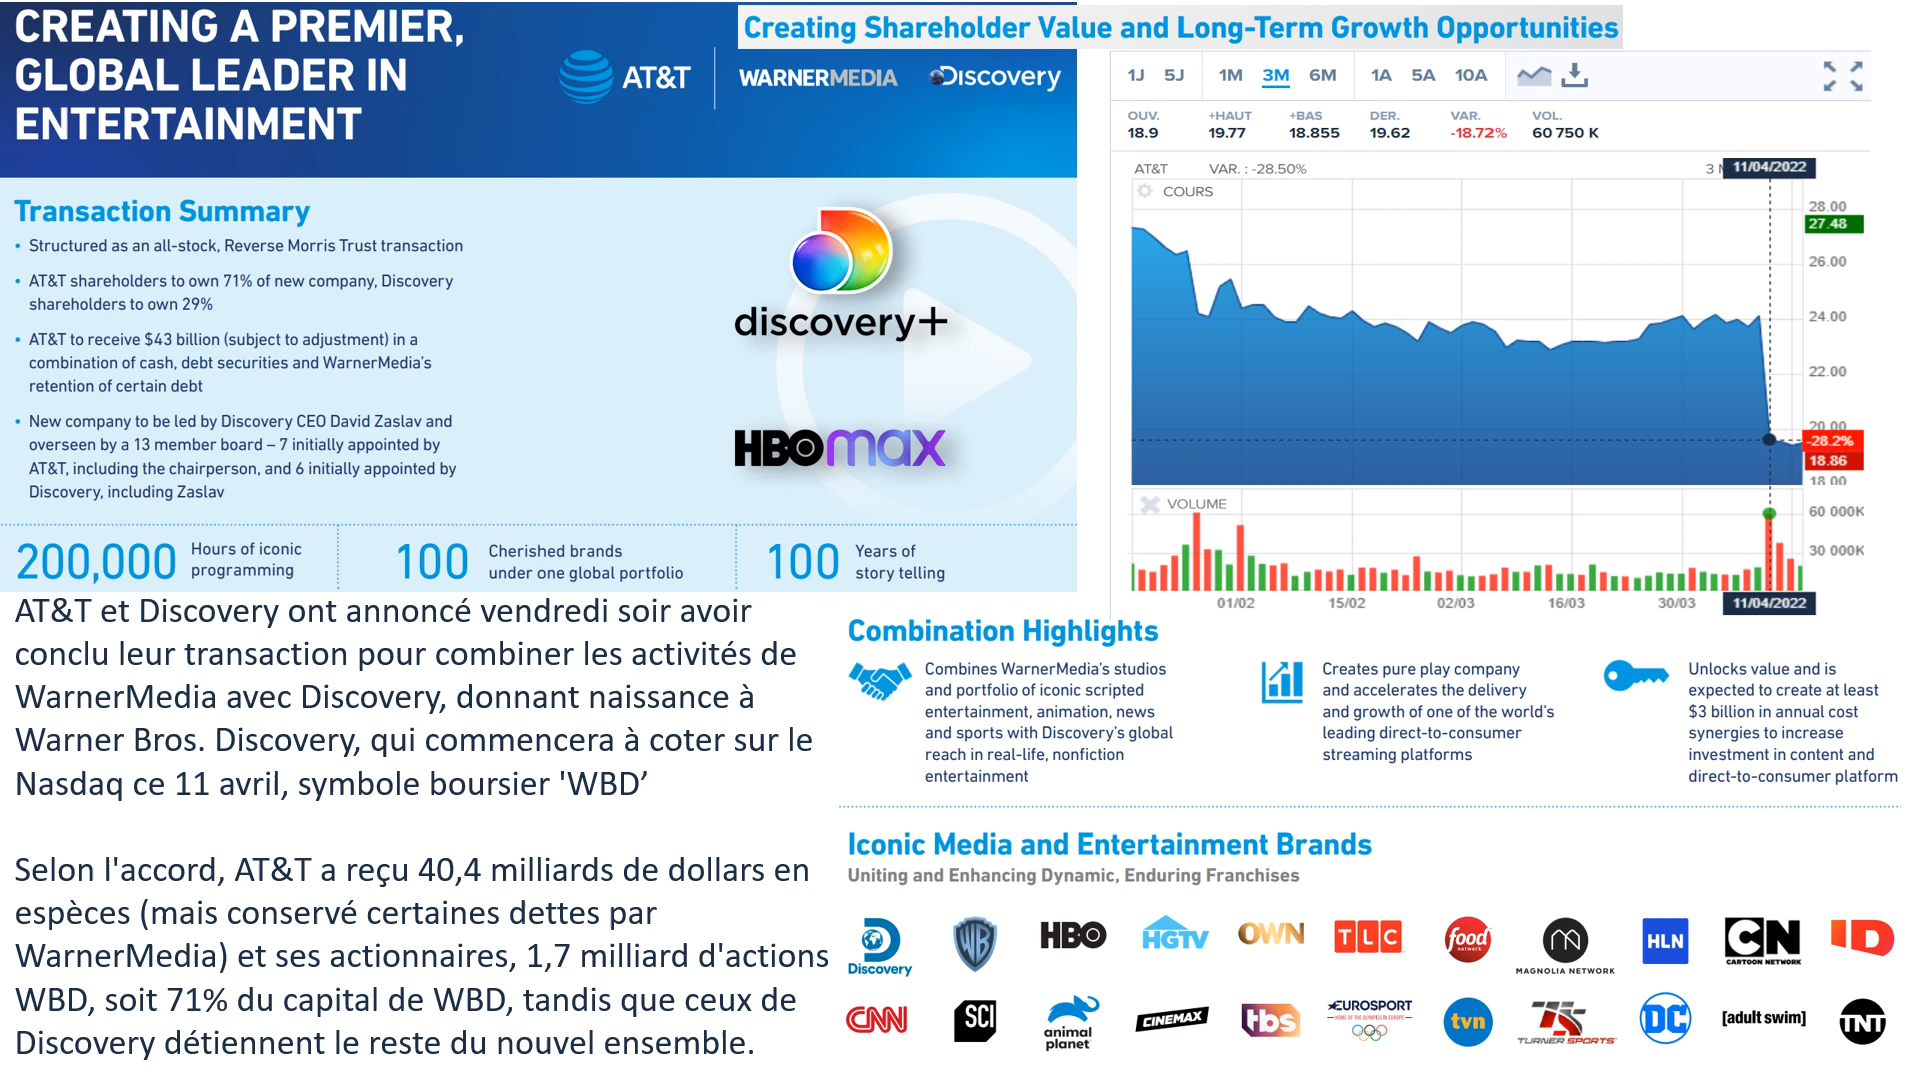 CREATING A PREMIER,
GLOBAL LEADER IN
ENTERTAINMENT
AT&T
WARNERMEDIA
Discovery
Transaction Summary
• Structured as an all-stock, Reverse Morris Trust transaction
• AT&T shareholders to own 71% of new company, Discovery
shareholders to own 29%
• AT&T to receive $43 billion (subject to adjustment) in a
combination of cash, debt securities and WarnerMedia's
retention of certain debt
• New company to be led by Discovery CEO David Zaslav and
overseen by a 13 member board – 7 initially appointed by
AT&T, including the chairperson, and 6 initially appointed by
Discovery, including Zaslav
discovery+
HBOmax
200,000 Hours of iconic
programming
100 Cherished brands
under one global portfolio
100 Years of
story telling
Creating Shareholder Value and Long-Term Growth Opportunities
1J 5J 1M 3M 6M 1A 5A 10A
OUV. +HAUT +BAS DER. VAR. VOL.
18.9 19.77 18.855 19.62 -18.72% 60 750 K
AT&T VAR. : -28.50% 3 11/04/2022
COURS
28.00
27.48
26.00
24.00
22.00
20.00
-28.2%
18.86
18.00
VOLUME
60 000K
30 000K
01/02 15/02 02/03 16/03 30/03 11/04/2022
AT&T et Discovery ont annoncé vendredi soir avoir
conclu leur transaction pour combiner les activités de
WarnerMedia avec Discovery, donnant naissance à
Warner Bros. Discovery, qui commencera à coter sur le
Nasdaq ce 11 avril, symbole boursier 'WBD’
Selon l'accord, AT&T a reçu 40,4 milliards de dollars en
espèces (mais conservé certaines dettes par
WarnerMedia) et ses actionnaires, 1,7 milliard d'actions
WBD, soit 71% du capital de WBD, tandis que ceux de
Discovery détiennent le reste du nouvel ensemble.
Combination Highlights
Combines WarnerMedia's studios
and portfolio of iconic scripted
entertainment, animation, news
and sports with Discovery's global
reach in real-life, nonfiction
entertainment
Creates pure play company
and accelerates the delivery
and growth of one of the world's
leading direct-to-consumer
streaming platforms
Unlocks value and is
expected to create at least
$3 billion in annual cost
synergies to increase
investment in content and
direct-to-consumer platform
Iconic Media and Entertainment Brands
Uniting and Enhancing Dynamic, Enduring Franchises
D
Discovery
WB
HBO
HGTV
OWN
TLC
food
network
M
MAGNOLIA NETWORK
HLN
CN
CARTOON NETWORK
ID
CNN
SCI
animal
planet
CINEMAX
tbs
EUROSPORT
HOME OF THE OLYMPICS IN EUROPE
tvn
TS
TURNER SPORTS
DC
[adult swim]
TNT